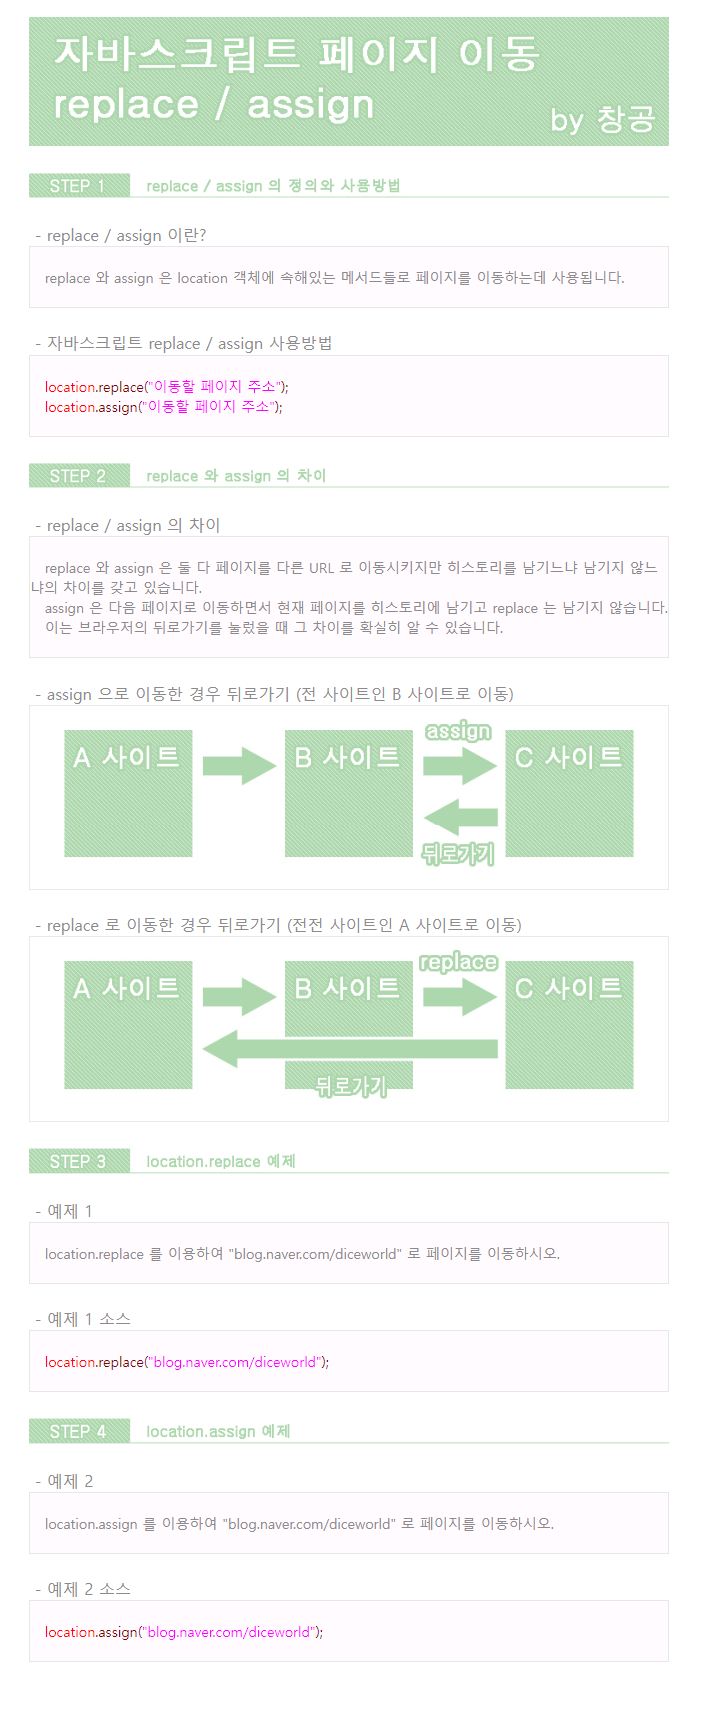 자바스크립트 페이지 이동
replace / assign
by 창공
STEP 1 replace / assign 의 정의와 사용방법
- replace / assign 이란?
replace 와 assign 은 location 객체에 속해있는 메서드들로 페이지를 이동하는데 사용됩니다.
- 자바스크립트 replace / assign 사용방법
location.replace("이동할 페이지 주소");
location.assign("이동할 페이지 주소");
STEP 2 replace 와 assign 의 차이
- replace / assign 의 차이
replace 와 assign 은 둘 다 페이지를 다른 URL 로 이동시키지만 히스토리를 남기느냐 남기지 않느
냐의 차이를 갖고 있습니다.
assign 은 다음 페이지로 이동하면서 현재 페이지를 히스토리에 남기고 replace 는 남기지 않습니다.
이는 브라우저의 뒤로가기를 눌렀을 때 그 차이를 확실히 알 수 있습니다.
- assign 으로 이동한 경우 뒤로가기 (전 사이트인 B 사이트로 이동)
assign
A 사이트 B 사이트 C 사이트
뒤로가기
- replace 로 이동한 경우 뒤로가기 (전전 사이트인 A 사이트로 이동)
replace
A 사이트 B 사이트 C 사이트
뒤로가기
STEP 3 location.replace 예제
- 예제 1
location.replace 를 이용하여 "blog.naver.com/diceworld" 로 페이지를 이동하시오.
- 예제 1 소스
location.replace("blog.naver.com/diceworld");
STEP 4 location.assign 예제
- 예제 2
location.assign 를 이용하여 "blog.naver.com/diceworld" 로 페이지를 이동하시오.
- 예제 2 소스
location.assign("blog.naver.com/diceworld");